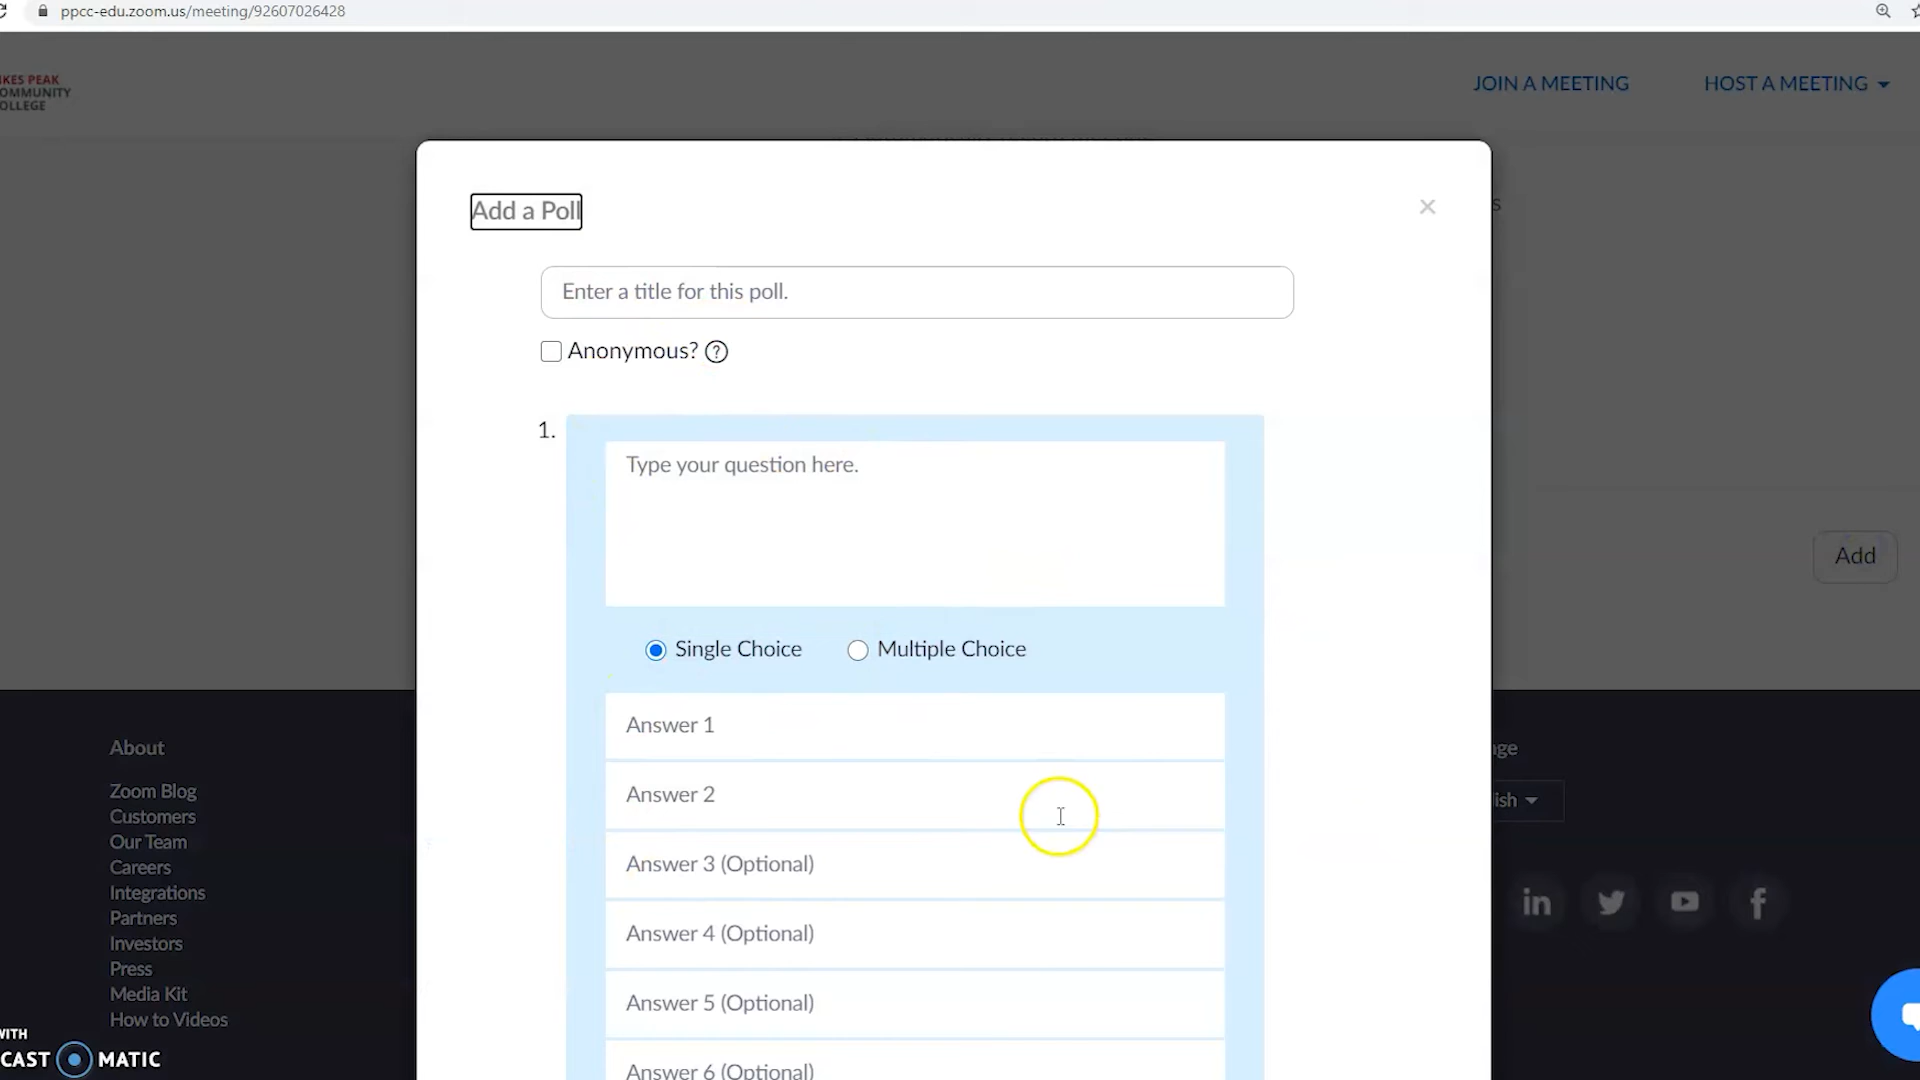 ppcc-edu.zoom.us/meeting/92607026428
IKES PEAK
OMMUNITY
OLLEGE
JOIN A MEETING
HOST A MEETING
Add a Poll
×
s
Enter a title for this poll.
Anonymous? ?
1.
Type your question here.
Add
Single Choice
Multiple Choice
Answer 1
Answer 2
Answer 3 (Optional)
Answer 4 (Optional)
Answer 5 (Optional)
Answer 6 (Optional)
About
Zoom Blog
Customers
Our Team
Careers
Integrations
Partners
Investors
Press
Media Kit
How to Videos
ge
ish
in
WITH
CAST MATIC